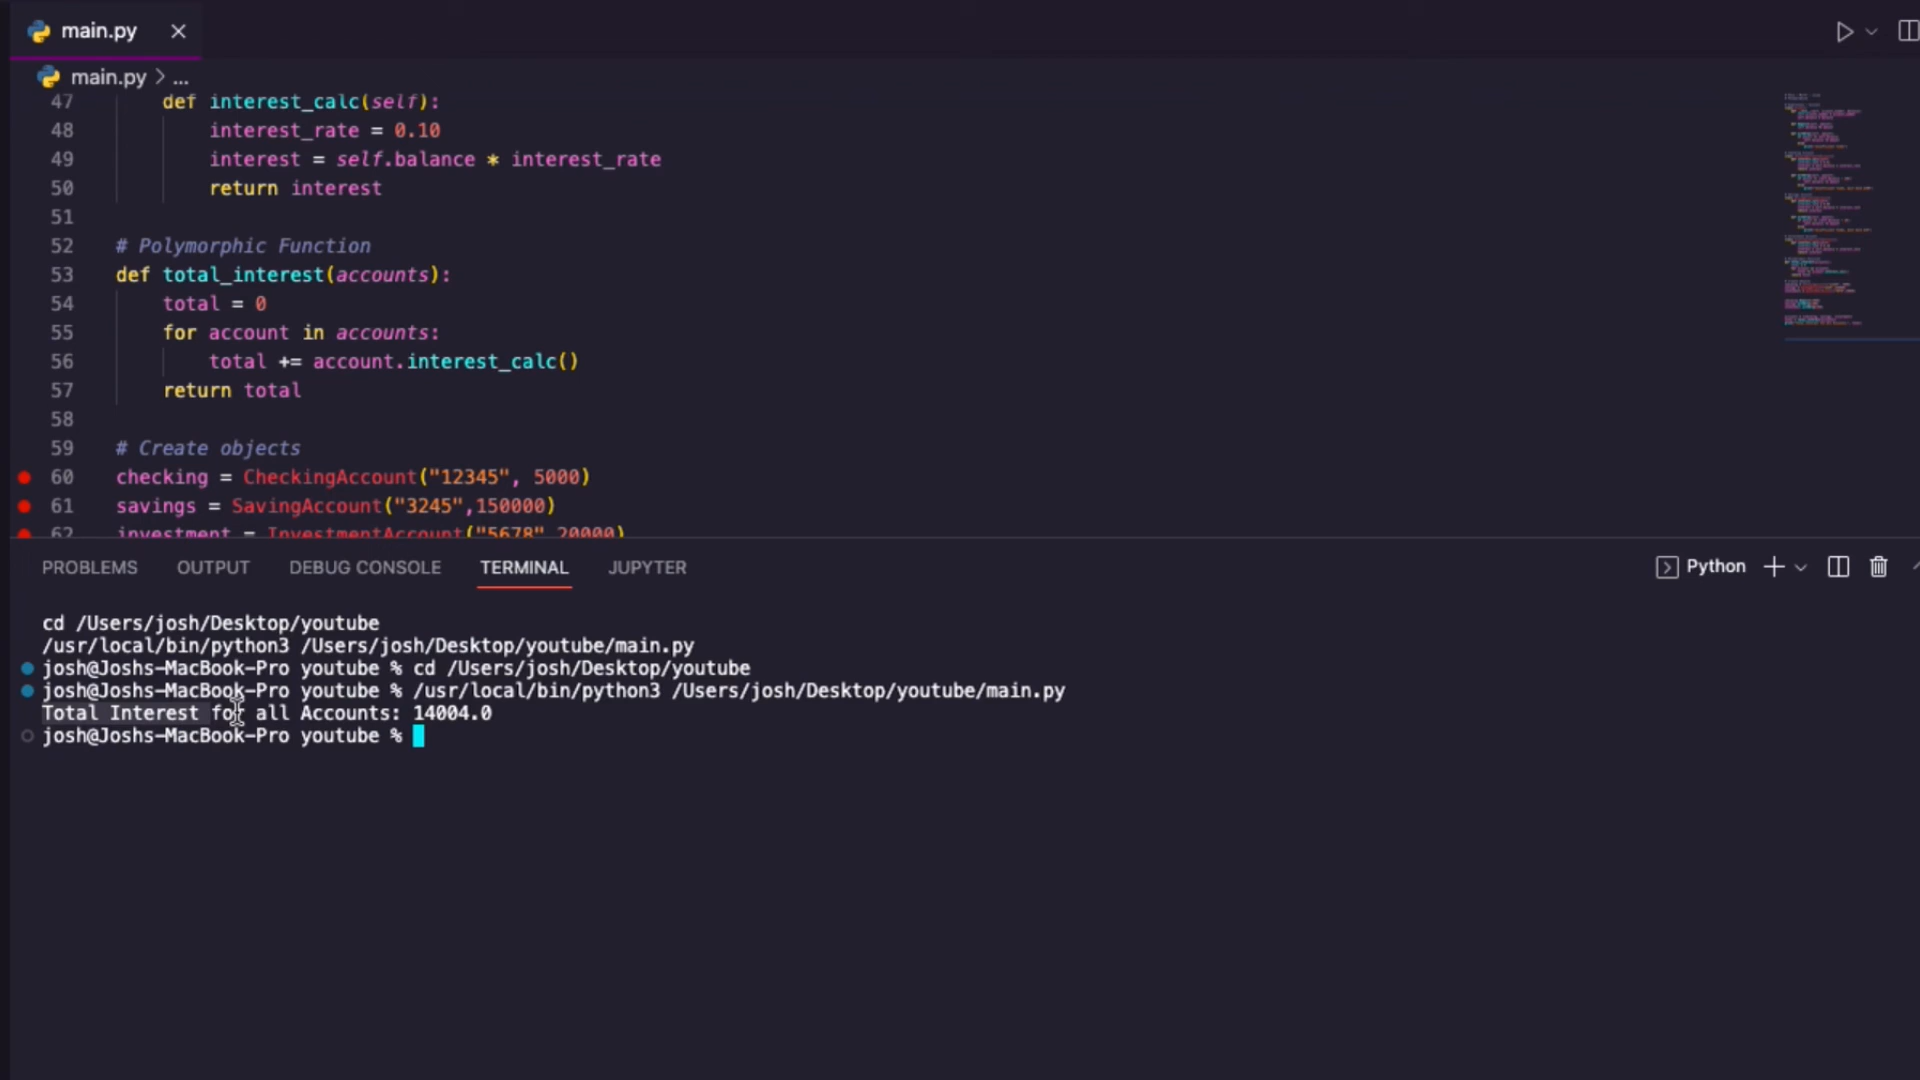 main.py
main.py > ...
47 def interest_calc(self):
48 interest_rate = 0.10
49 interest = self.balance * interest_rate
50 return interest
51
52 # Polymorphic Function
53 def total_interest(accounts):
54 total = 0
55 for account in accounts:
56 total += account.interest_calc()
57 return total
58
59 # Create objects
60 checking = CheckingAccount("12345", 5000)
61 savings = SavingAccount("3245",150000)
62 investment = InvestmentAccount("5678",20000)
PROBLEMS OUTPUT DEBUG CONSOLE TERMINAL JUPYTER Python
cd /Users/josh/Desktop/youtube
/usr/local/bin/python3 /Users/josh/Desktop/youtube/main.py
josh@Joshs-MacBook-Pro youtube % cd /Users/josh/Desktop/youtube
josh@Joshs-MacBook-Pro youtube % /usr/local/bin/python3 /Users/josh/Desktop/youtube/main.py
Total Interest for all Accounts: 14004.0
josh@Joshs-MacBook-Pro youtube %